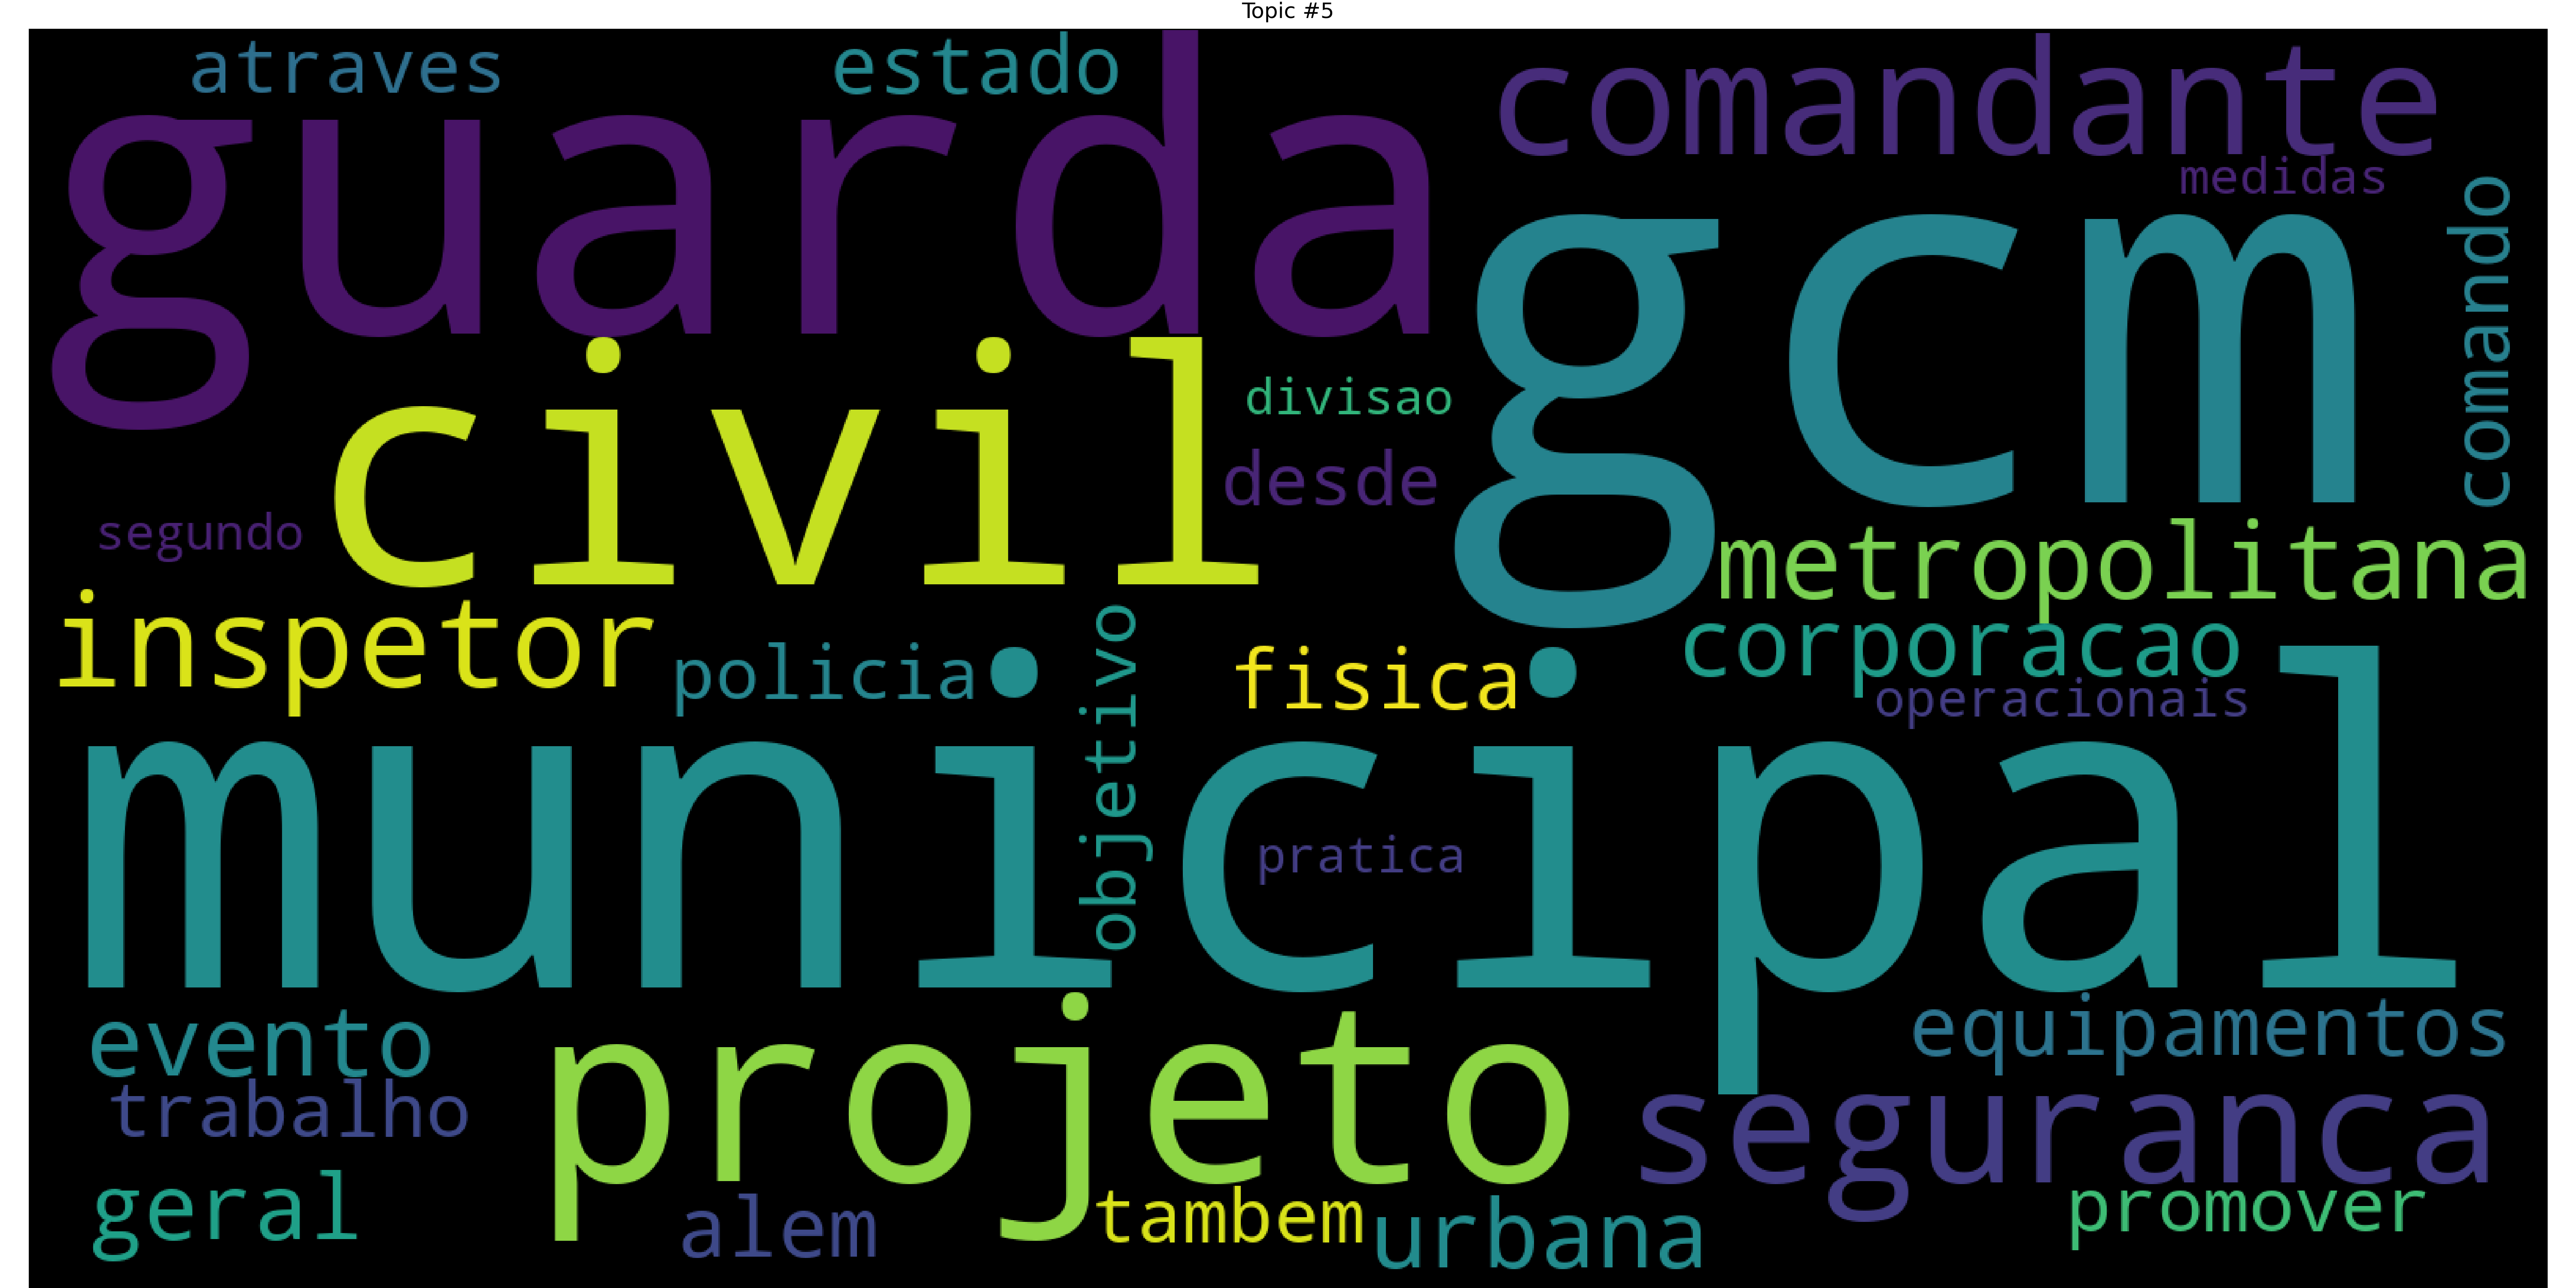 Topic #5
atraves
estado
comandante
guarda
medidas
gcm
comando
civil
divisao
desde
segundo
metropolitana
inspetor
policia
objetivo
fisica
corporacao
operacionais
municipal
pratica
evento
projeto
equipamentos
trabalho
seguranca
geral
alem
tambem
urbana
promover